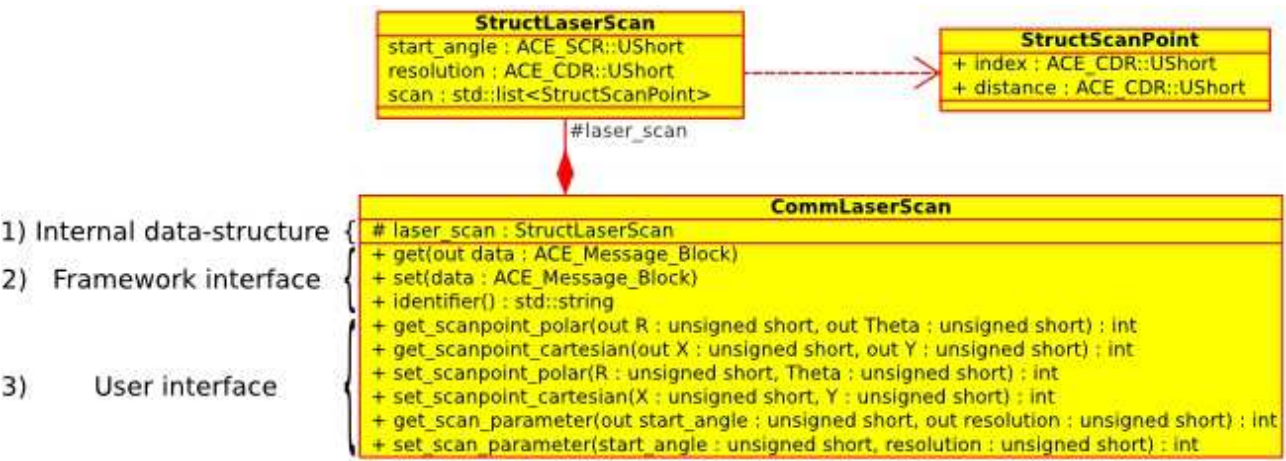 StructLaserScan
start_angle : ACE_SCR::UShort
resolution : ACE_CDR::UShort
scan : std::list<StructScanPoint>
StructScanPoint
+ index : ACE_CDR::UShort
+ distance : ACE_CDR::UShort
#laser_scan
CommLaserScan
1) Internal data-structure {
# laser_scan : StructLaserScan
2) Framework interface
+ get(out data : ACE_Message_Block)
+ set(data : ACE_Message_Block)
+ identifier() : std::string
3) User interface
+ get_scanpoint_polar(out R : unsigned short, out Theta : unsigned short) : int
+ get_scanpoint_cartesian(out X : unsigned short, out Y : unsigned short) : int
+ set_scanpoint_polar(R : unsigned short, Theta : unsigned short) : int
+ set_scanpoint_cartesian(X : unsigned short, Y : unsigned short) : int
+ get_scan_parameter(out start_angle : unsigned short, out resolution : unsigned short) : int
+ set_scan_parameter(start_angle : unsigned short, resolution : unsigned short) : int